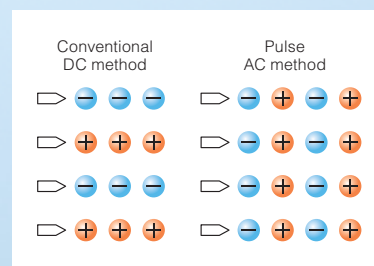 Conventional
DC method
Pulse
AC method
− − −
− + − +
+ + +
− + − +
− − −
− + − +
+ + +
− + − +